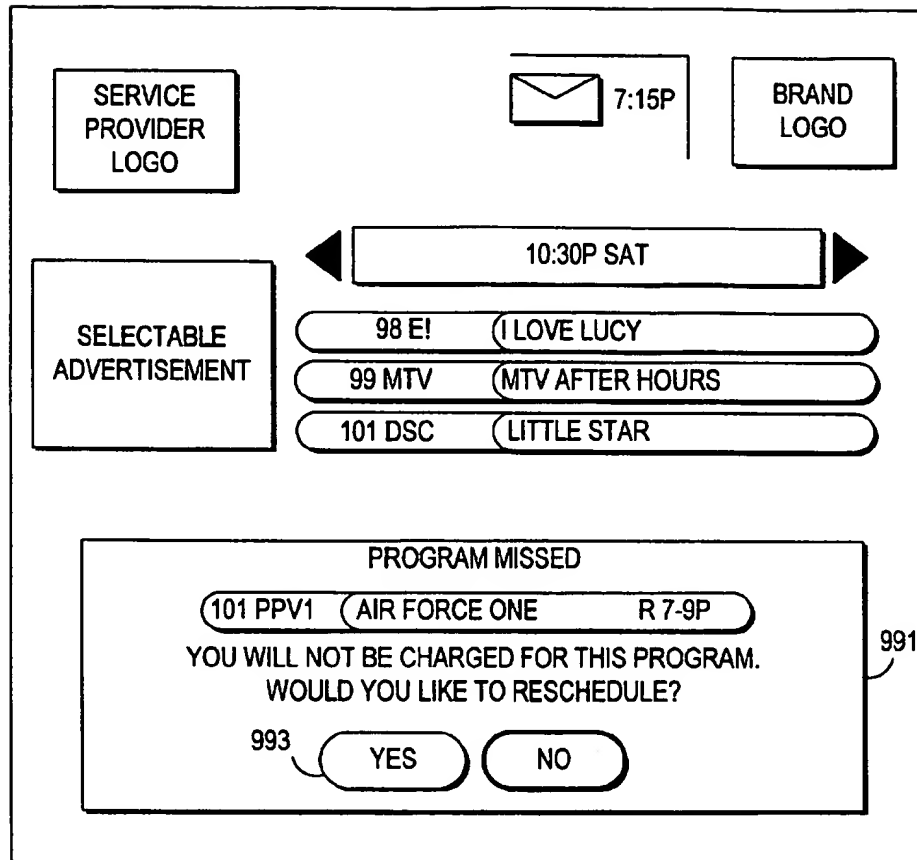 SERVICE
PROVIDER
LOGO
7:15P
BRAND
LOGO
10:30P SAT
SELECTABLE
ADVERTISEMENT
98 E! I LOVE LUCY
99 MTV MTV AFTER HOURS
101 DSC LITTLE STAR
PROGRAM MISSED
101 PPV1 AIR FORCE ONE R 7-9P
YOU WILL NOT BE CHARGED FOR THIS PROGRAM.
WOULD YOU LIKE TO RESCHEDULE?
991
993
YES NO